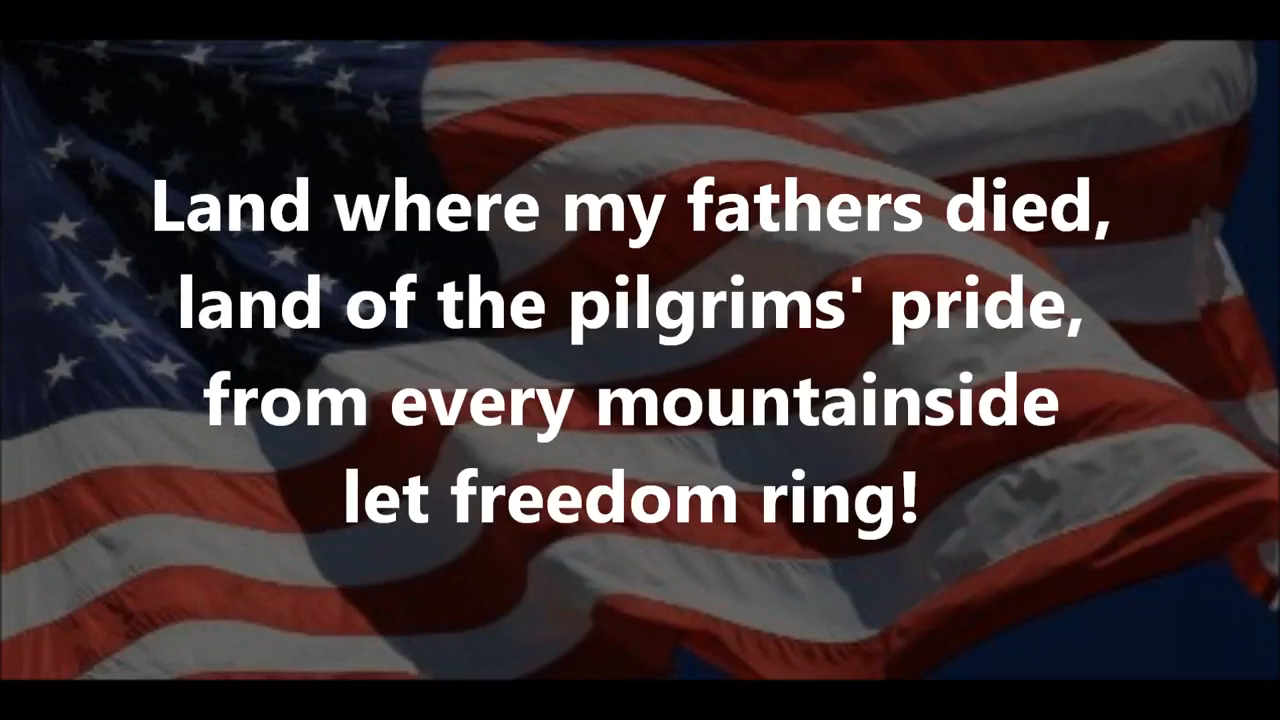 Land where my fathers died,
land of the pilgrims' pride,
from every mountainside
let freedom ring!